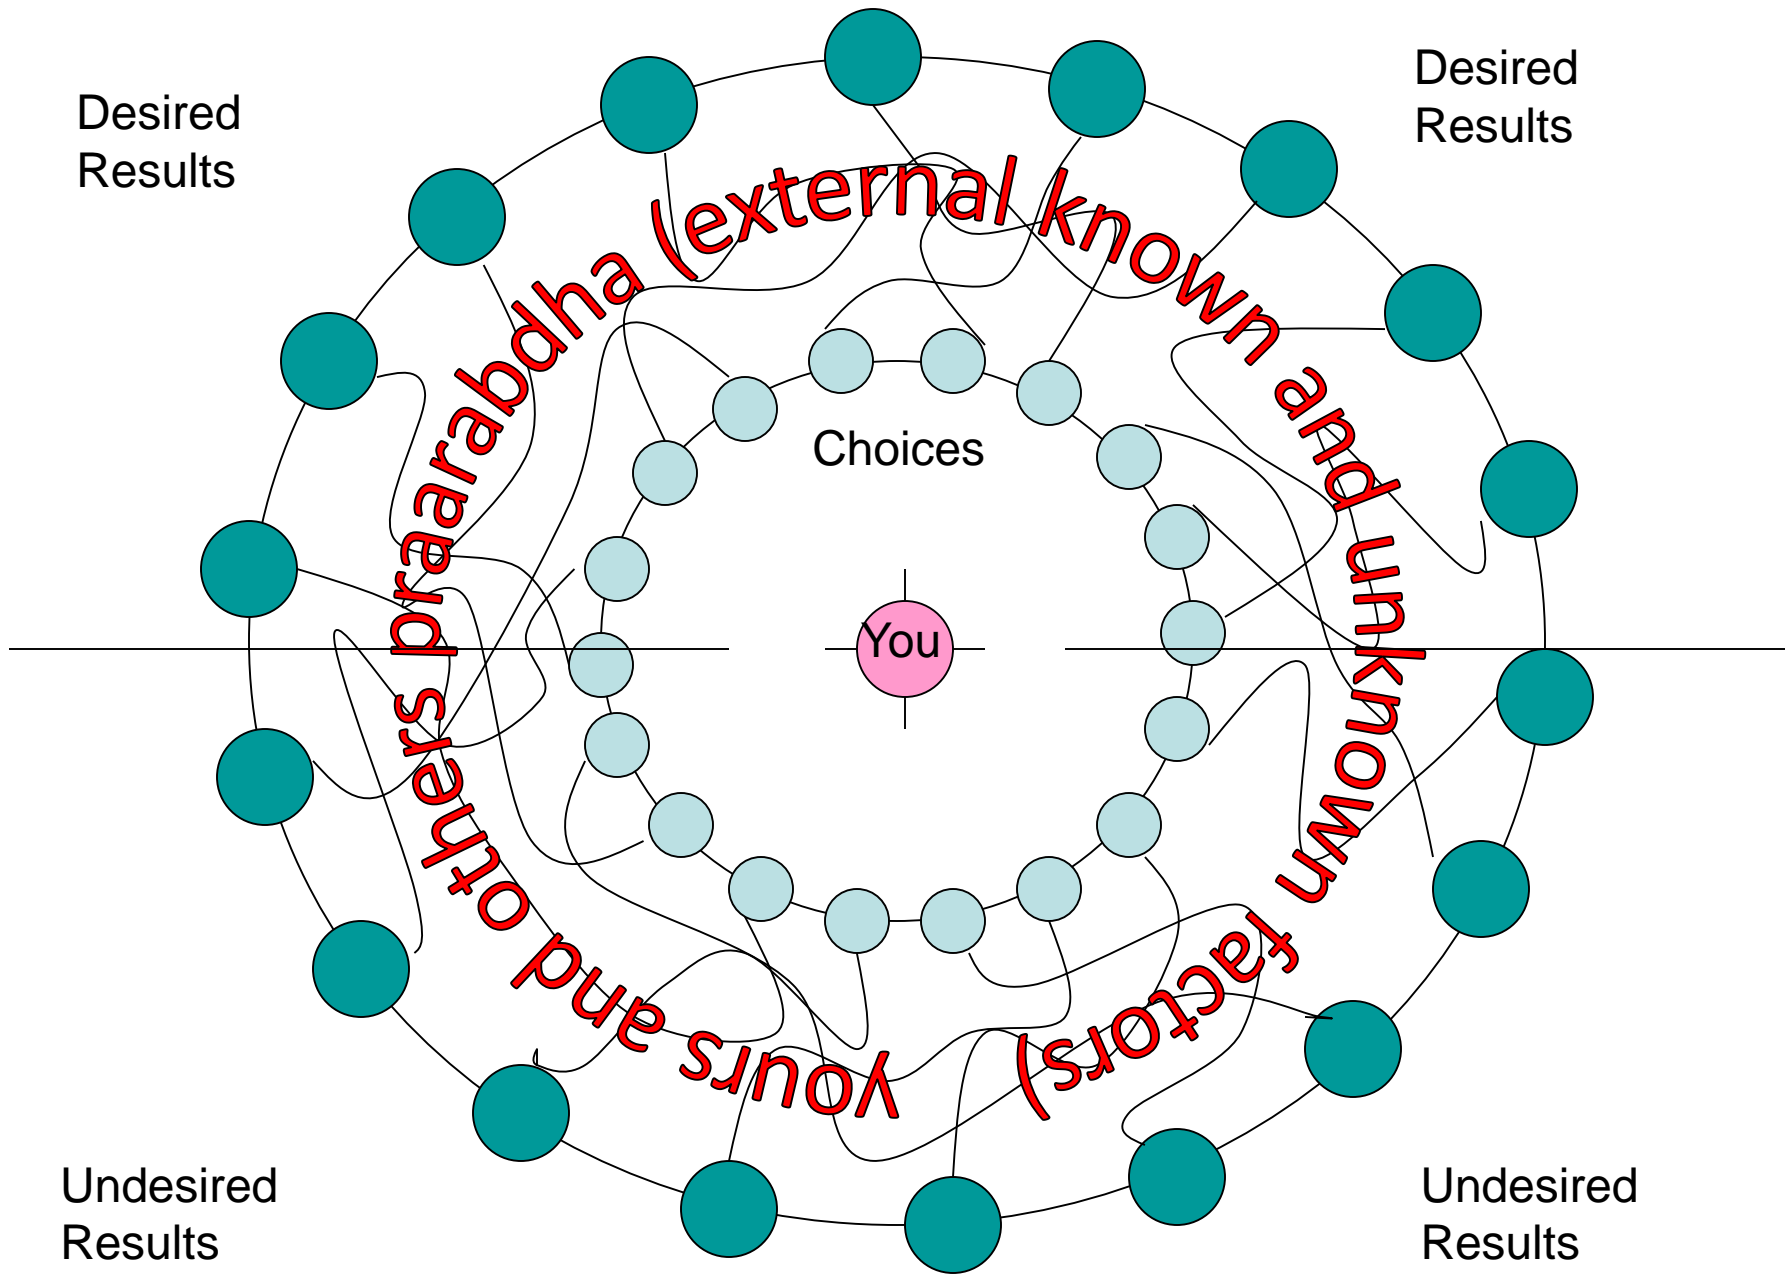 Desired
Results
Desired
Results
yours and others praarabdha (external known and unknown factors)
Choices
You
Undesired
Results
Undesired
Results